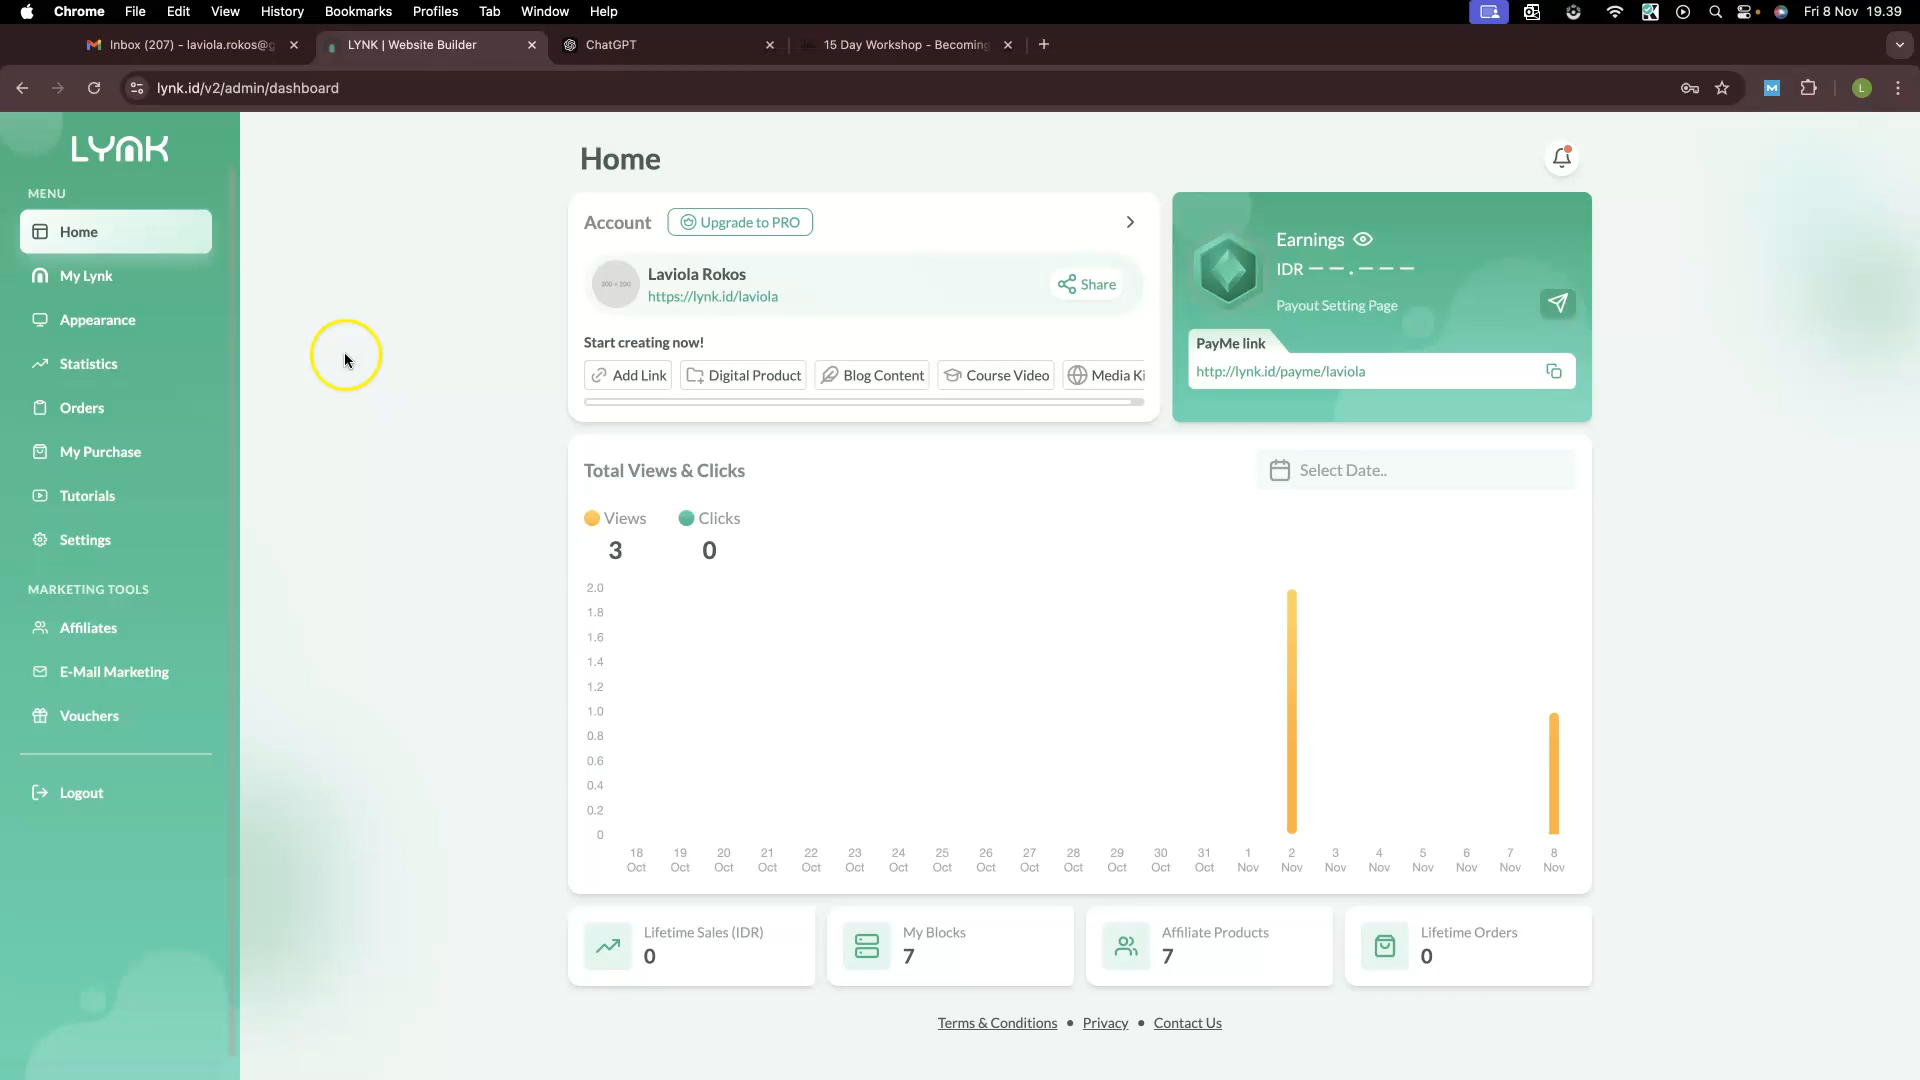 Chrome File Edit View History Bookmarks Profiles Tab Window Help Fri 8 Nov 19.39
Inbox (207) - laviola.rokos@g LYNK | Website Builder ChatGPT 15 Day Workshop - Becoming
lynk.id/v2/admin/dashboard L
LYNK
MENU
Home
My Lynk
Appearance
Statistics
Orders
My Purchase
Tutorials
Settings
MARKETING TOOLS
Affiliates
E-Mail Marketing
Vouchers
Logout
Home
Account Upgrade to PRO
200 x 200
Laviola Rokos
https://lynk.id/laviola
Share
Start creating now!
Add Link Digital Product Blog Content Course Video Media Ki
Earnings
IDR – – . – – –
Payout Setting Page
PayMe link
http://lynk.id/payme/laviola
Total Views & Clicks
Select Date..
Views Clicks
3 0
2.0
1.8
1.6
1.4
1.2
1.0
0.8
0.6
0.4
0.2
0
18 19 20 21 22 23 24 25 26 27 28 29 30 31 1 2 3 4 5 6 7 8
Oct Oct Oct Oct Oct Oct Oct Oct Oct Oct Oct Oct Oct Oct Nov Nov Nov Nov Nov Nov Nov Nov
Lifetime Sales (IDR)
0
My Blocks
7
Affiliate Products
7
Lifetime Orders
0
Terms & Conditions • Privacy • Contact Us